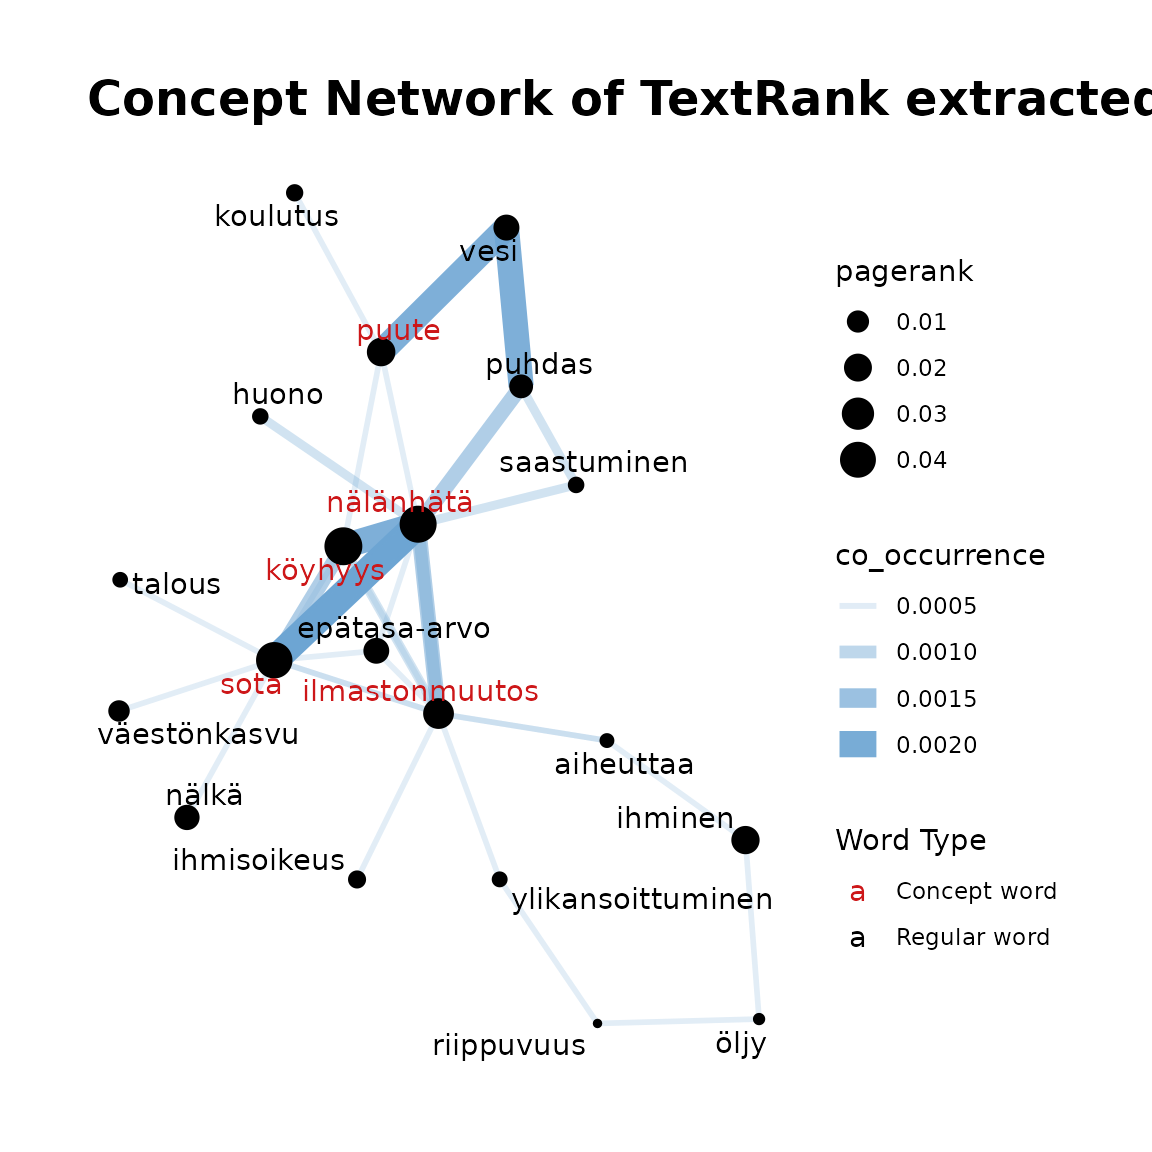 Concept Network of TextRank extracted
koulutus
vesi
puute
puhdas
huono
saastuminen
nälänhätä
köyhyys
talous
epätasa-arvo
sota
ilmastonmuutos
väestönkasvu
aiheuttaa
nälkä
ihminen
ihmisoikeus
ylikansoittuminen
riippuvuus
öljy
pagerank
0.01
0.02
0.03
0.04
co_occurrence
0.0005
0.0010
0.0015
0.0020
Word Type
a Concept word
a Regular word